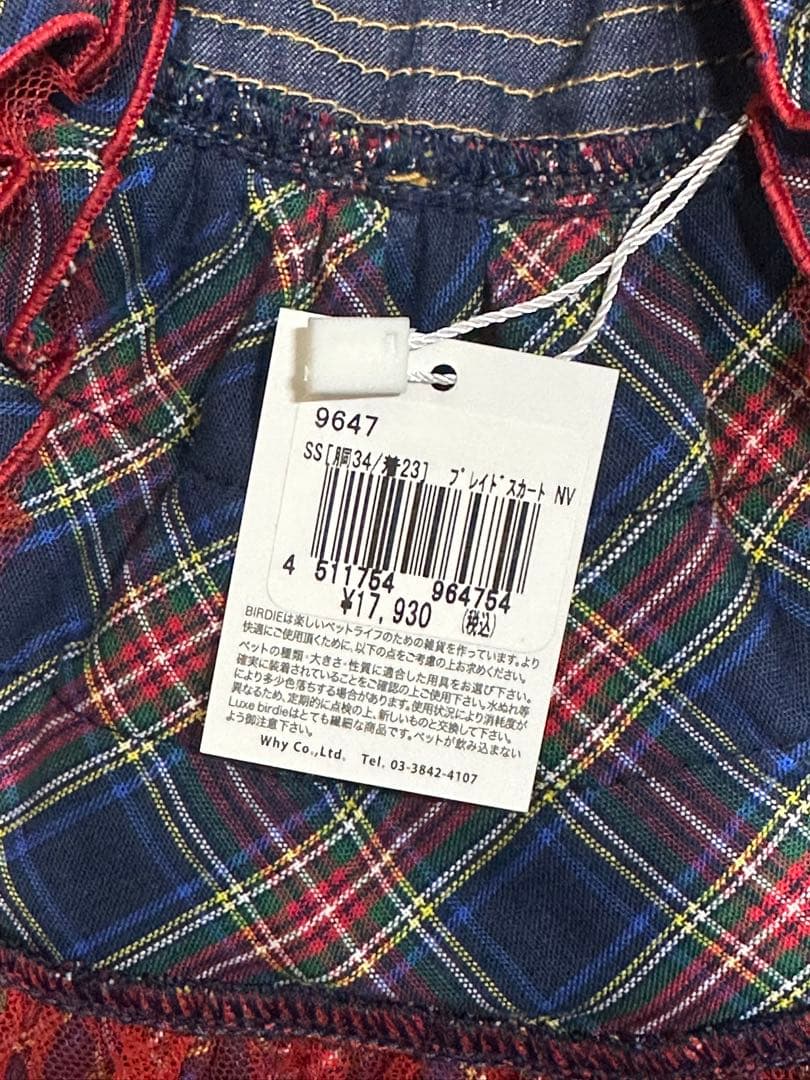 9647
SS[胴34/着23] プレイドスカート NV
4 511754 964754
¥17,930 (税込)
BIRDIEは楽しいペットライフのための雑貨を作っています。より
快適にご使用頂くために、以下の点をご考慮の上お求めください。
ペットの種類・大きさ・性質に適合した用具をお選び下さい。
確実に装着されていることをご確認の上ご使用下さい。水ぬれ等
により多少色落ちする場合があります。使用状況により消耗度が
異なるため、定期的に点検の上、新しいものと交換して下さい。
Luxe birdieはとても繊細な商品です。ペットが飲み込まない
よう御注意下さい。
Why Co.,Ltd. Tel. 03-3842-4107